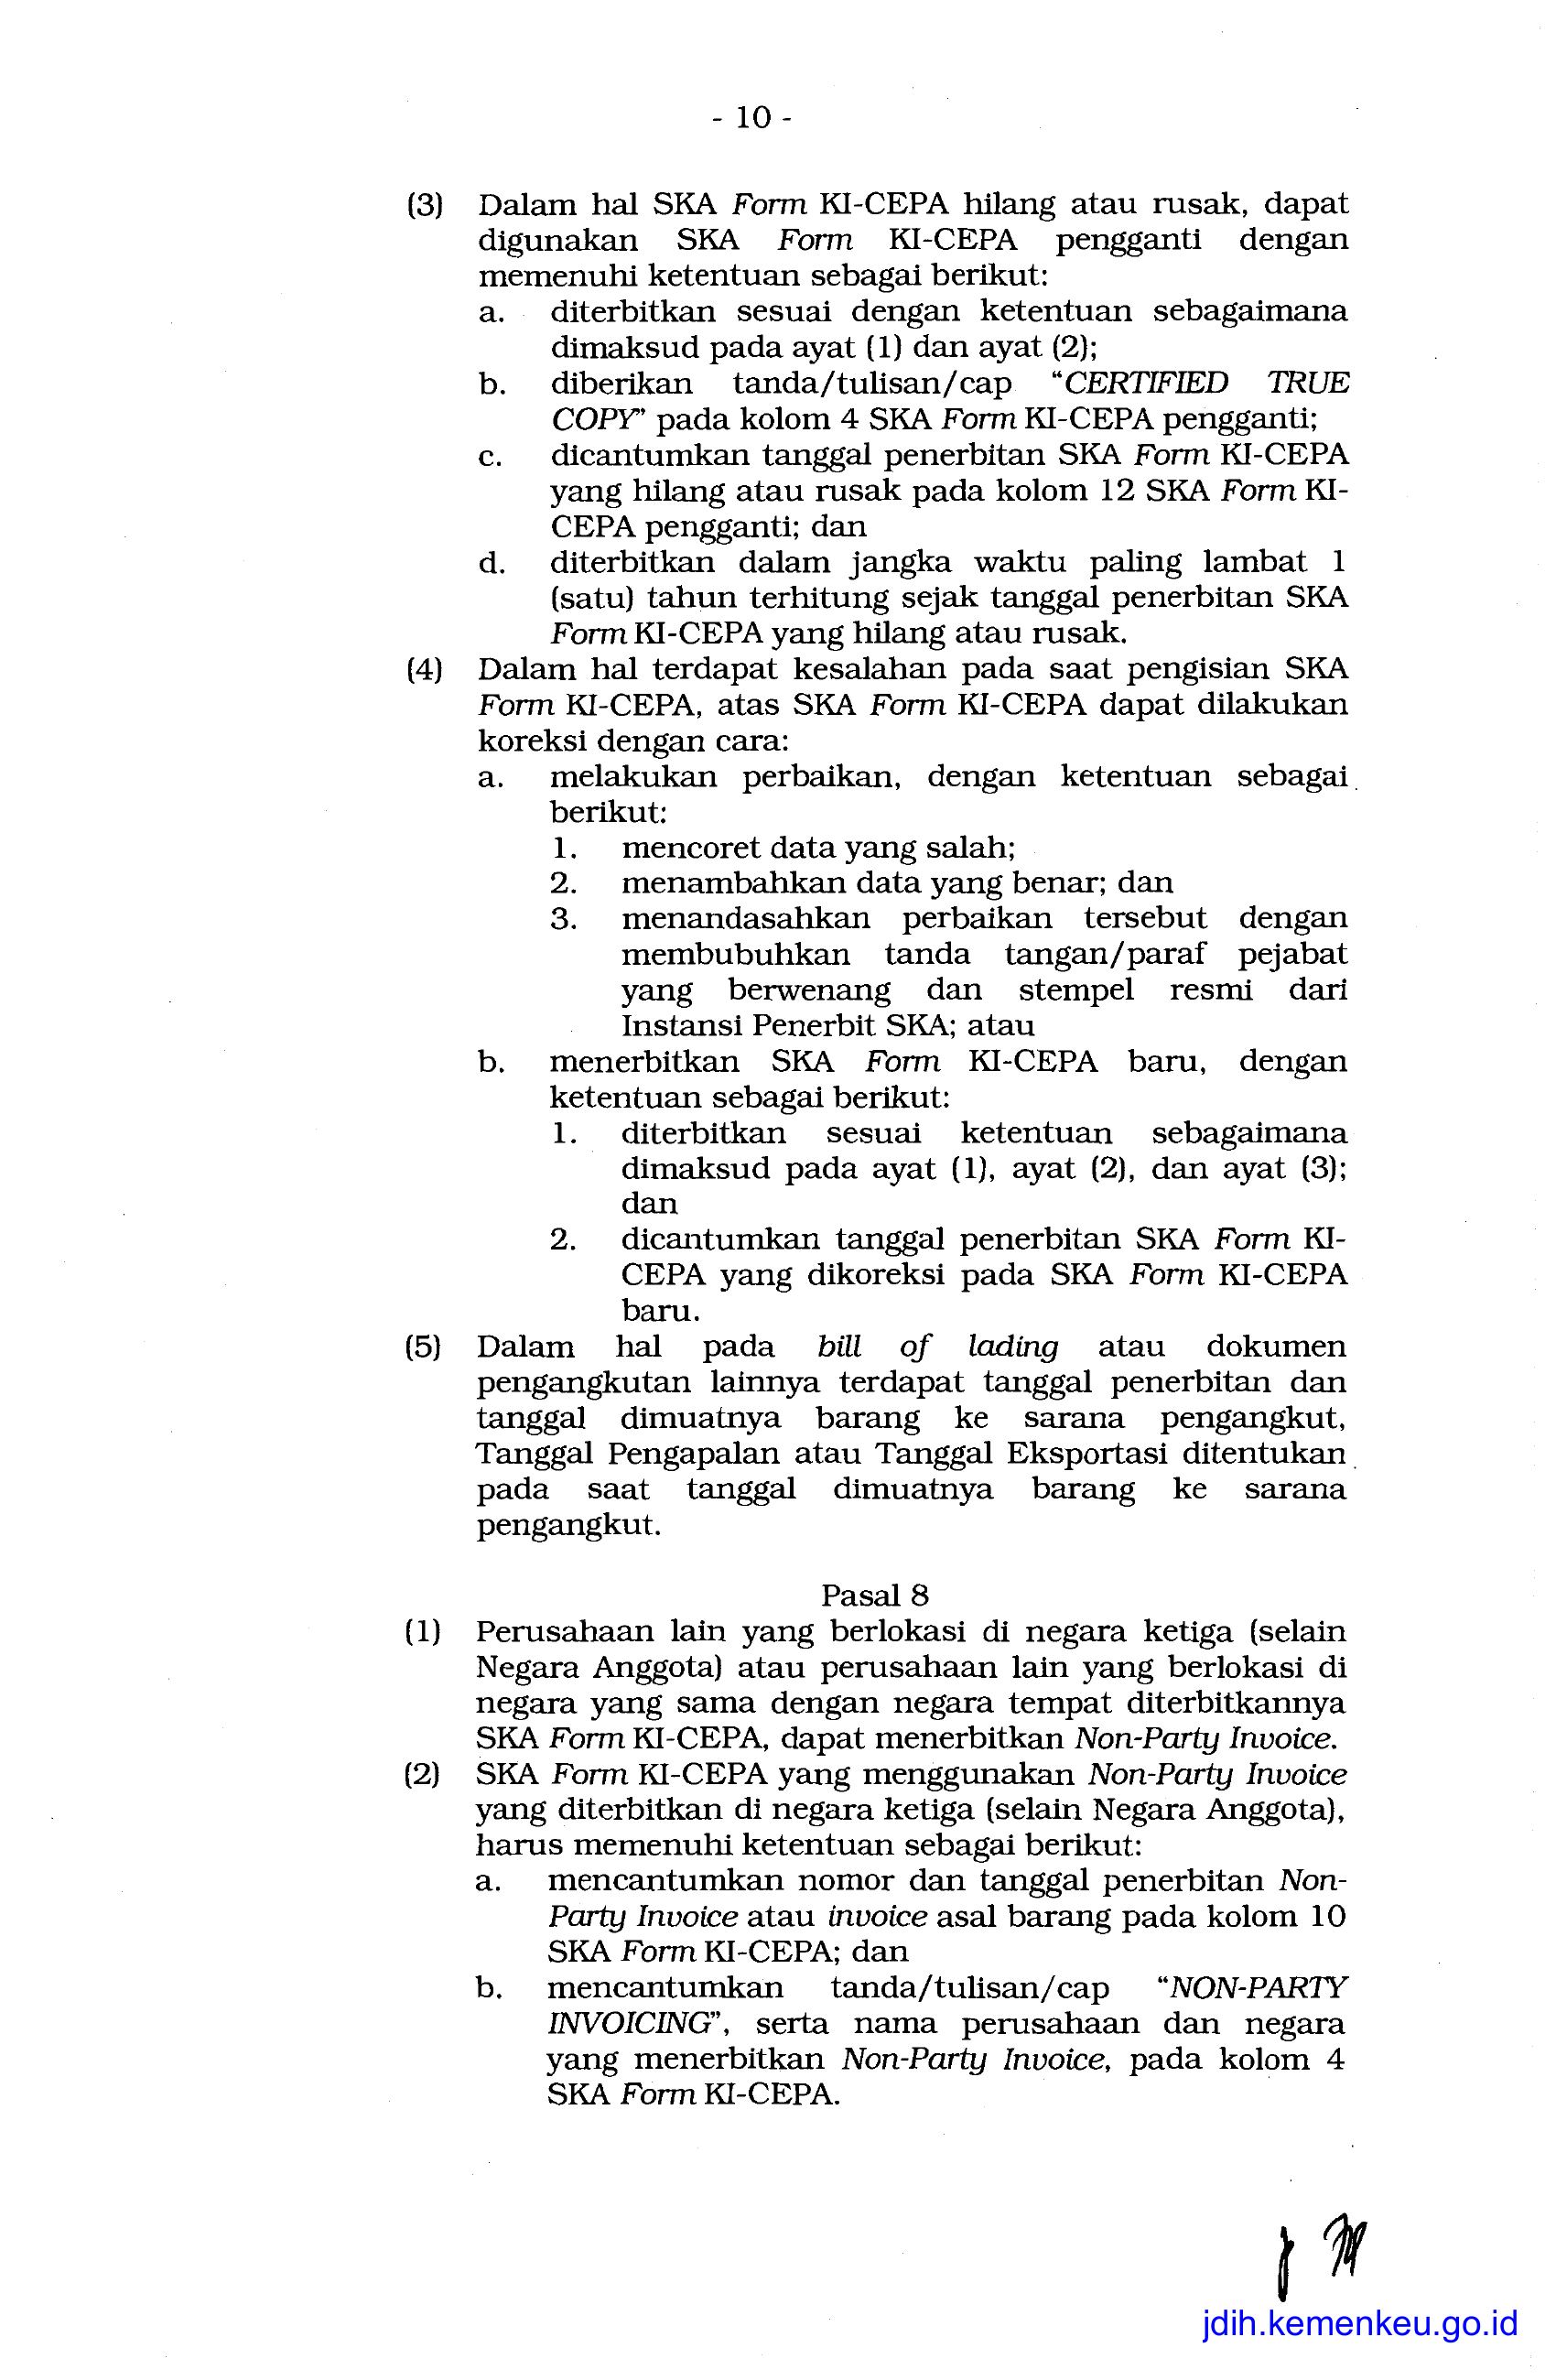 - 10 -
(3) Dalam hal SKA Form KI-CEPA hilang atau rusak, dapat
digunakan SKA Form KI-CEPA pengganti dengan
memenuhi ketentuan sebagai berikut:
a. diterbitkan sesuai dengan ketentuan sebagaimana
dimaksud pada ayat (1) dan ayat (2);
b. diberikan tanda/tulisan/cap “CERTIFIED TRUE
COPY” pada kolom 4 SKA Form KI-CEPA pengganti;
c. dicantumkan tanggal penerbitan SKA Form KI-CEPA
yang hilang atau rusak pada kolom 12 SKA Form KI-
CEPA pengganti; dan
d. diterbitkan dalam jangka waktu paling lambat 1
(satu) tahun terhitung sejak tanggal penerbitan SKA
Form KI-CEPA yang hilang atau rusak.
(4) Dalam hal terdapat kesalahan pada saat pengisian SKA
Form KI-CEPA, atas SKA Form KI-CEPA dapat dilakukan
koreksi dengan cara:
a. melakukan perbaikan, dengan ketentuan sebagai
berikut:
1. mencoret data yang salah;
2. menambahkan data yang benar; dan
3. menandasahkan perbaikan tersebut dengan
membubuhkan tanda tangan/paraf pejabat
yang berwenang dan stempel resmi dari
Instansi Penerbit SKA; atau
b. menerbitkan SKA Form KI-CEPA baru, dengan
ketentuan sebagai berikut:
1. diterbitkan sesuai ketentuan sebagaimana
dimaksud pada ayat (1), ayat (2), dan ayat (3);
dan
2. dicantumkan tanggal penerbitan SKA Form KI-
CEPA yang dikoreksi pada SKA Form KI-CEPA
baru.
(5) Dalam hal pada bill of lading atau dokumen
pengangkutan lainnya terdapat tanggal penerbitan dan
tanggal dimuatnya barang ke sarana pengangkut,
Tanggal Pengapalan atau Tanggal Eksportasi ditentukan
pada saat tanggal dimuatnya barang ke sarana
pengangkut.
Pasal 8
(1) Perusahaan lain yang berlokasi di negara ketiga (selain
Negara Anggota) atau perusahaan lain yang berlokasi di
negara yang sama dengan negara tempat diterbitkannya
SKA Form KI-CEPA, dapat menerbitkan Non-Party Invoice.
(2) SKA Form KI-CEPA yang menggunakan Non-Party Invoice
yang diterbitkan di negara ketiga (selain Negara Anggota),
harus memenuhi ketentuan sebagai berikut:
a. mencantumkan nomor dan tanggal penerbitan Non-
Party Invoice atau invoice asal barang pada kolom 10
SKA Form KI-CEPA; dan
b. mencantumkan tanda/tulisan/cap “NON-PARTY
INVOICING”, serta nama perusahaan dan negara
yang menerbitkan Non-Party Invoice, pada kolom 4
SKA Form KI-CEPA.
jdih.kemenkeu.go.id